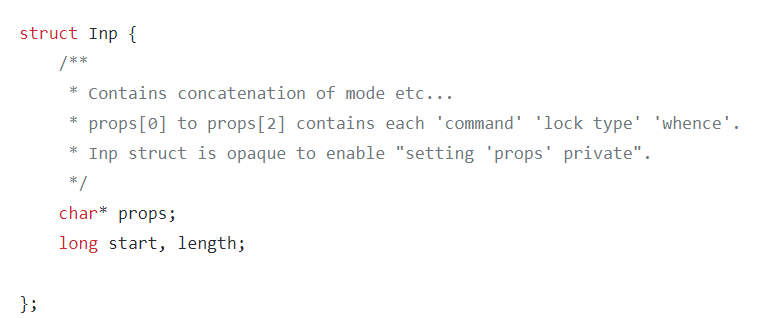 struct Inp {
/**
* Contains concatenation of mode etc...
* props[0] to props[2] contains each 'command' 'lock type' 'whence'.
* Inp struct is opaque to enable "setting 'props' private".
*/
char* props;
long start, length;
};